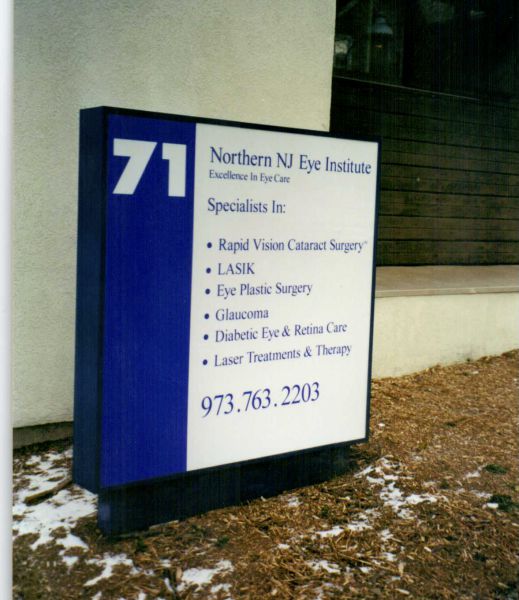 71
Northern NJ Eye Institute
Excellence In Eye Care
Specialists In:
• Rapid Vision Cataract Surgery™
• LASIK
• Eye Plastic Surgery
• Glaucoma
• Diabetic Eye & Retina Care
• Laser Treatments & Therapy
973.763.2203